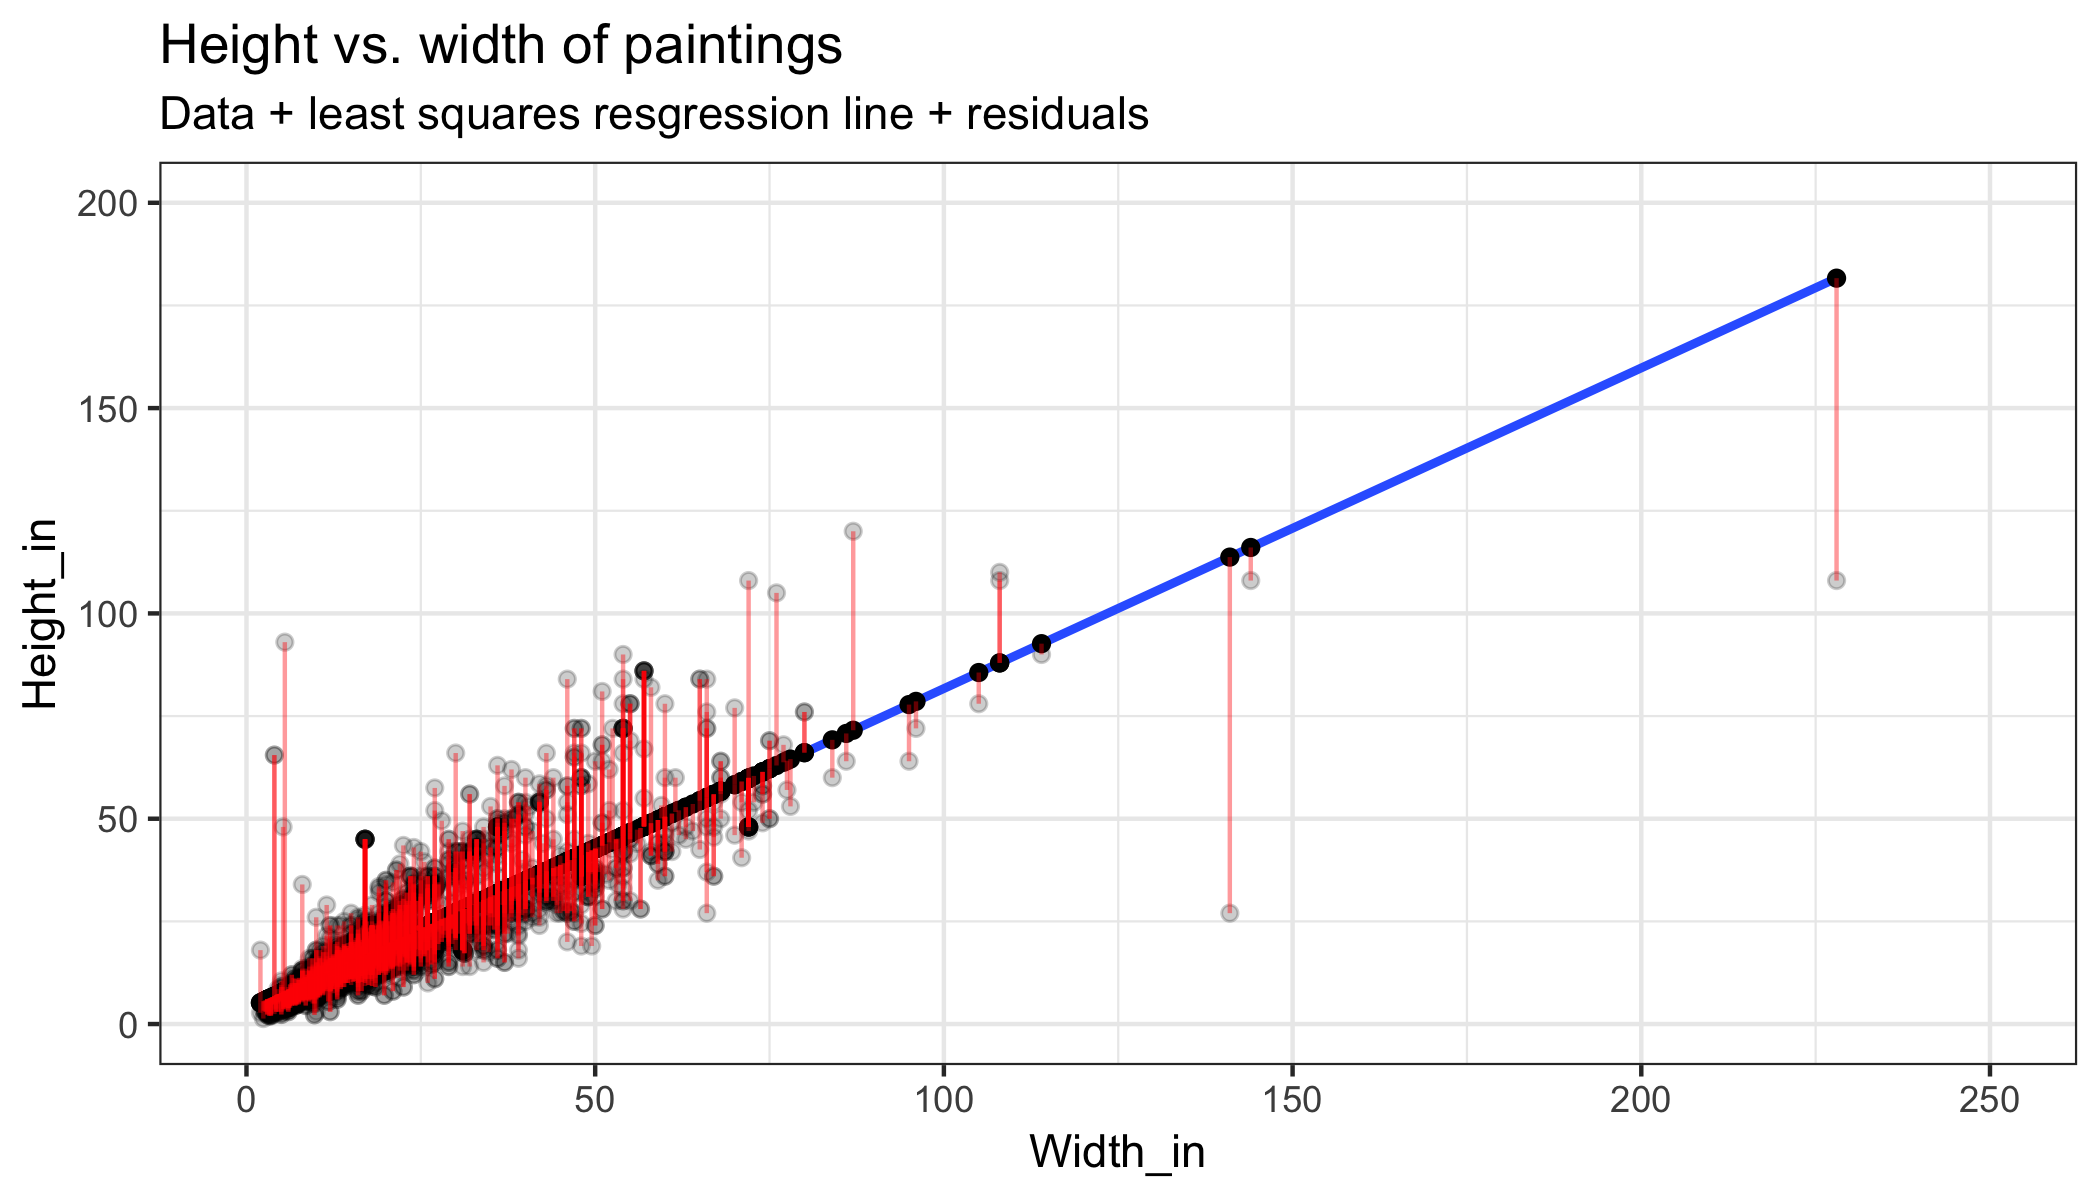 Height vs. width of paintings
Data + least squares resgression line + residuals
200
150
100
50
0
Height_in
0 50 100 150 200 250
Width_in